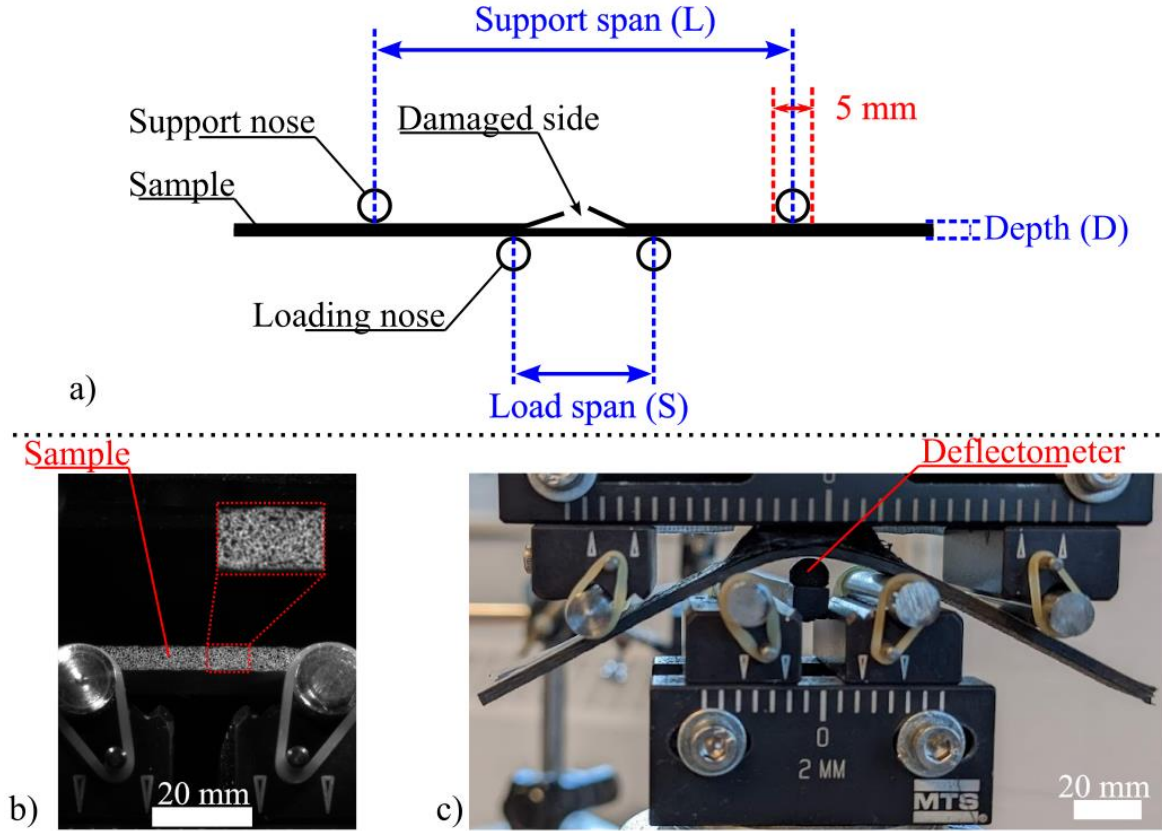 Support span (L)
Support nose
Damaged side
5 mm
Sample
Depth (D)
Loading nose
a)
Load span (S)
Sample
Deflectometer
0
0
2 MM
MTS
b)
20 mm
c)
20 mm